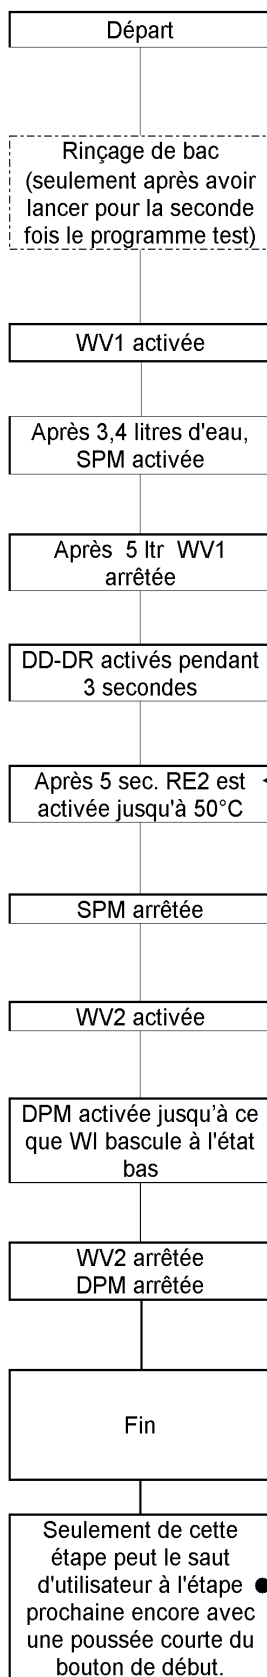 Départ
Rinçage de bac
(seulement après avoir
lancer pour la seconde
fois le programme test)
WV1 activée
Après 3,4 litres d'eau,
SPM activée
Après 5 ltr WV1
arrêtée
DD-DR activés pendant
3 secondes
Après 5 sec. RE2 est
activée jusqu'à 50°C
SPM arrêtée
WV2 activée
DPM activée jusqu’à ce
que WI bascule à l'état
bas
WV2 arrêtée
DPM arrêtée
Fin
Seulement de cette
étape peut le saut
d'utilisateur à l'étape
prochaine encore avec
une poussée courte du
bouton de début.